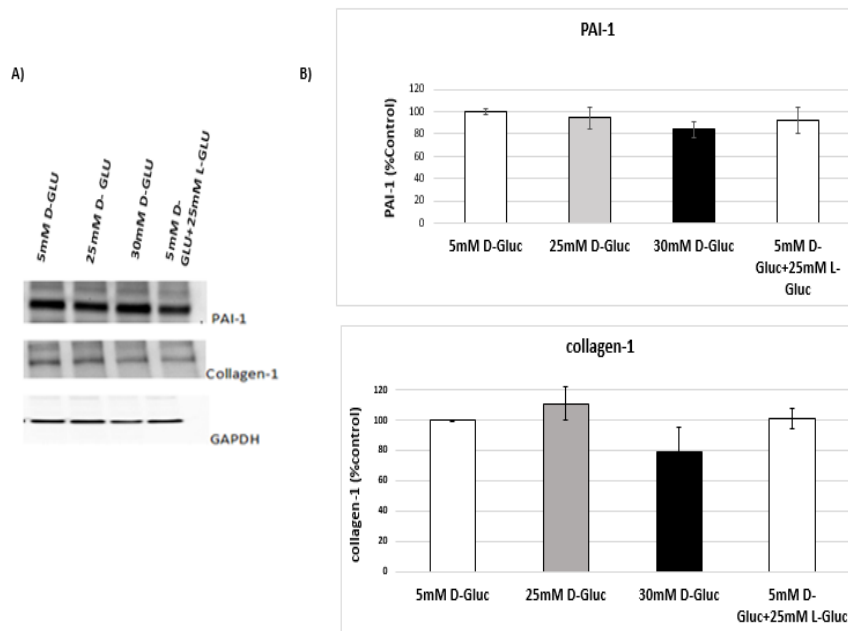 A)
5mM D-GLU
25mM D- GLU
30mM D-GLU
5mM D-
GLU+25mM L-GLU
PAI-1
Collagen-1
GAPDH
B)
PAI-1
PAI-1 (%Control)
120
100
80
60
40
20
0
5mM D-Gluc
25mM D-Gluc
30mM D-Gluc
5mM D-
Gluc+25mM L-
Gluc
collagen-1
collagen-1 (%control)
120
100
80
60
40
20
0
5mM D-Gluc
25mM D-Gluc
30mM D-Gluc
5mM D-
Gluc+25mM L-Gluc